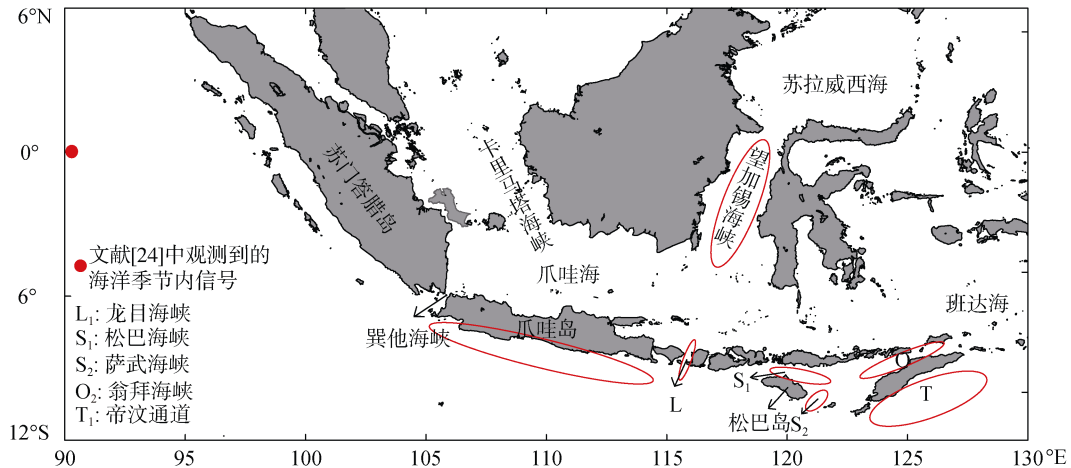 6°N
0°
6°
12°S
90
95
100
105
110
115
120
125
130 °E
苏拉威西海
卡里马塔海峡
望加锡海峡
苏门答腊岛
文献[24]中观测到的
海洋季节内信号
L₁: 龙目海峡
S₁: 松巴海峡
S₂: 萨武海峡
O₂: 翁拜海峡
T₁: 帝汶通道
爪哇海
班达海
巽他海峡
爪哇岛
L
S₁
松巴岛
S₂
O
T